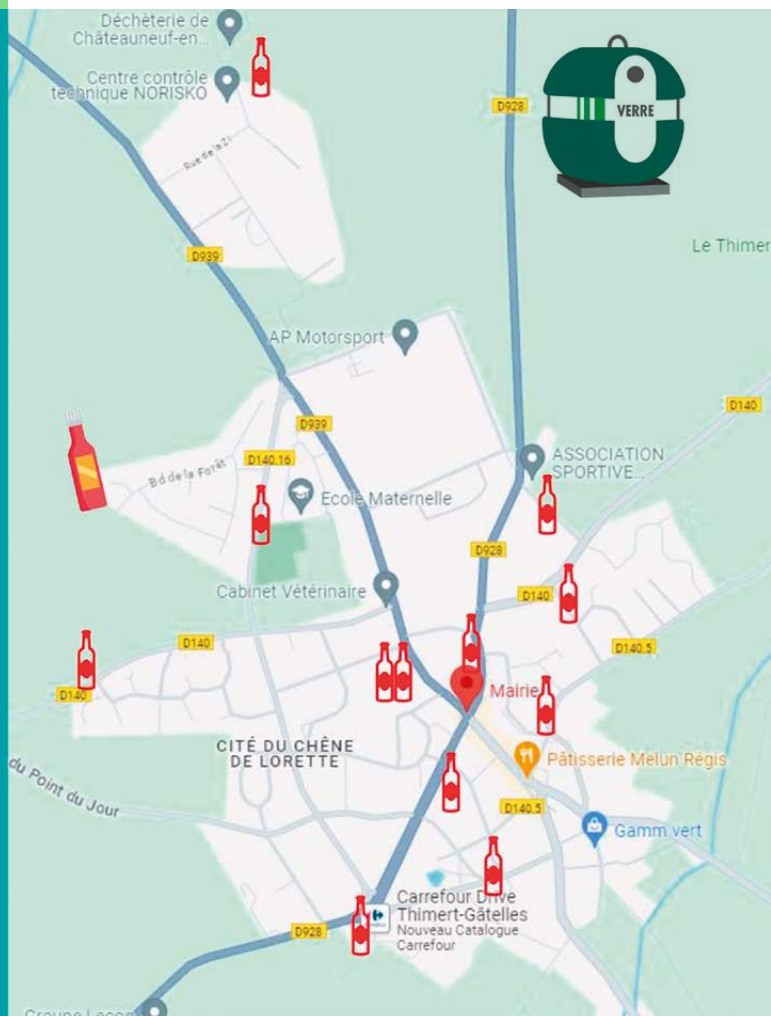 Déchèterie de
Châteauneuf-en...
Centre contrôle
technique NORISKO
D928
VERRE
Rue de la ZI
D939
Le Thimer
AP Motorsport
D140
D939
D140.16
Bd de la Forêt
ASSOCIATION
SPORTIVE...
Ecole Maternelle
D928
Cabinet Vétérinaire
D140
D140
D140.5
D140
Mairie
CITÉ DU CHÊNE
DE LORETTE
Pâtisserie Melun Régis
du Point du Jour
D140.5
Gamm vert
Carrefour Drive
Thimert-Gâtelles
Nouveau Catalogue
Carrefour
D928